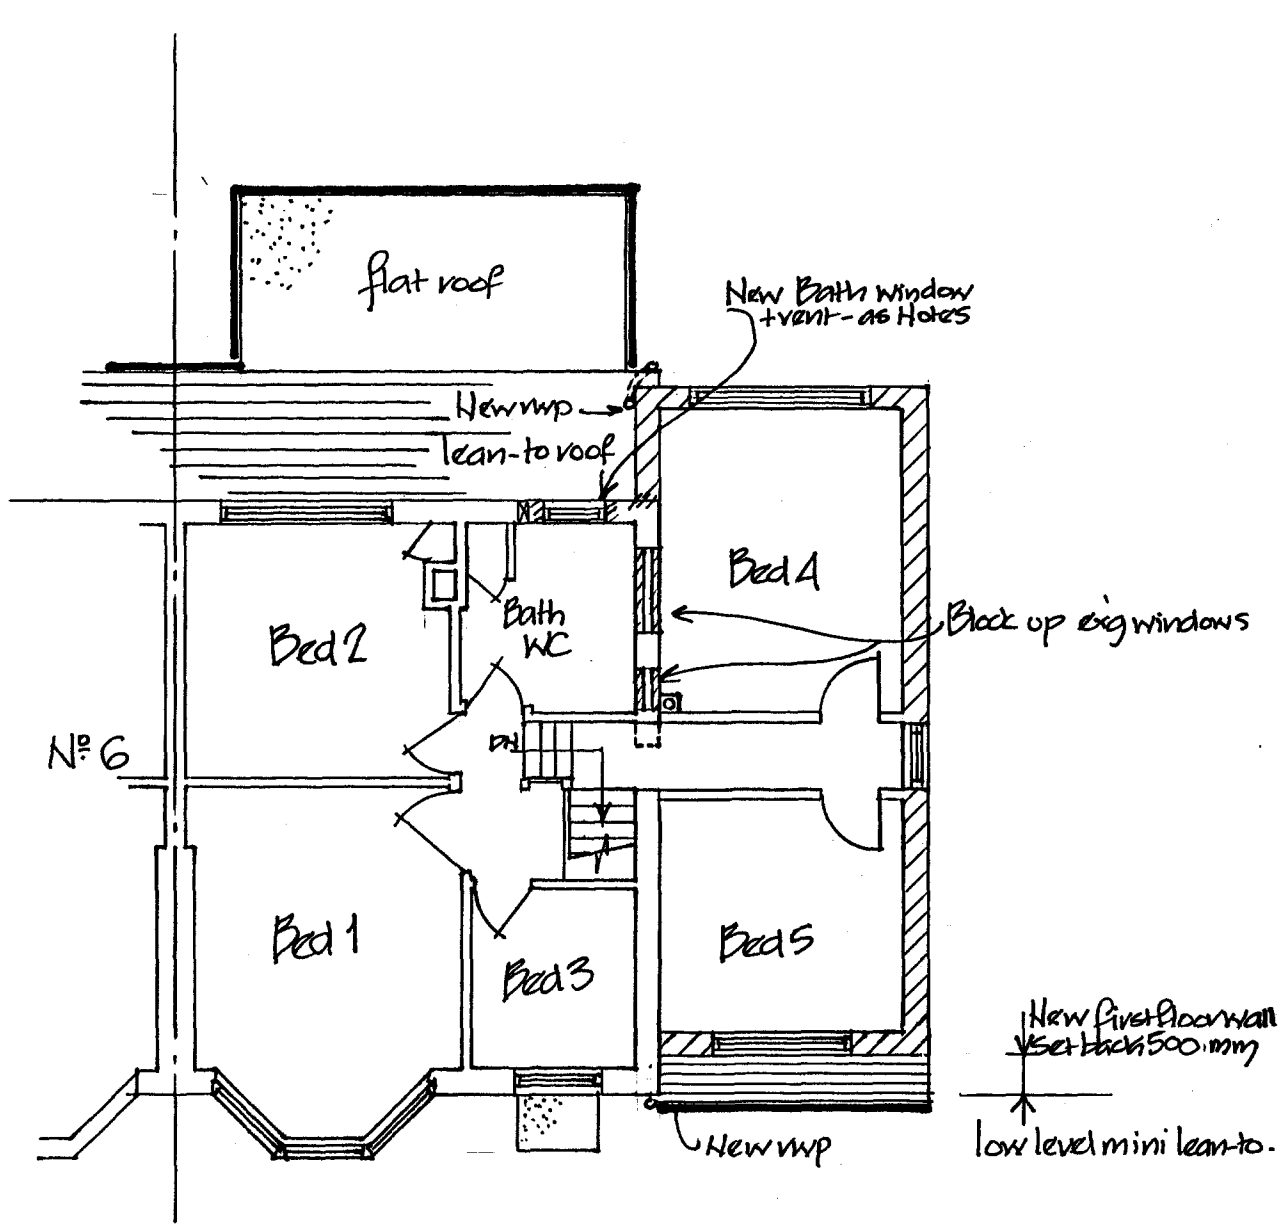 flat roof
New Bath window
+ vent - as Notes
New rwp
lean-to roof
Bed 4
Bath
WC
Block up ex'g windows
Bed 2
DN
No. 6
Bed 1
Bed 5
Bed 3
New first floor wall
set back 500 mm
New rwp
low level mini lean-to.